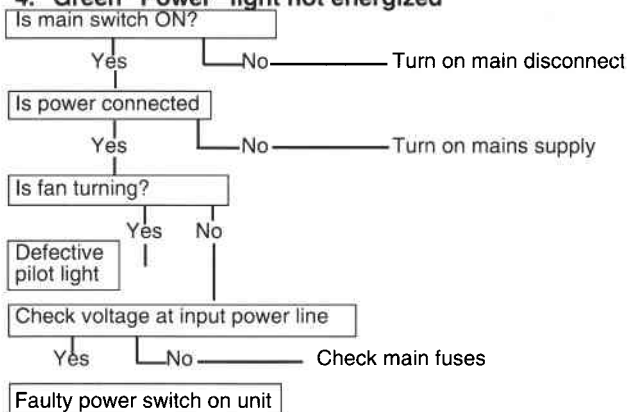 4. "Green "Power" light not energized
Is main switch ON?
Yes
No
Turn on main disconnect
Is power connected
Yes
No
Turn on mains supply
Is fan turning?
Yes
No
Defective
pilot light
Check voltage at input power line
Yes
No
Check main fuses
Faulty power switch on unit